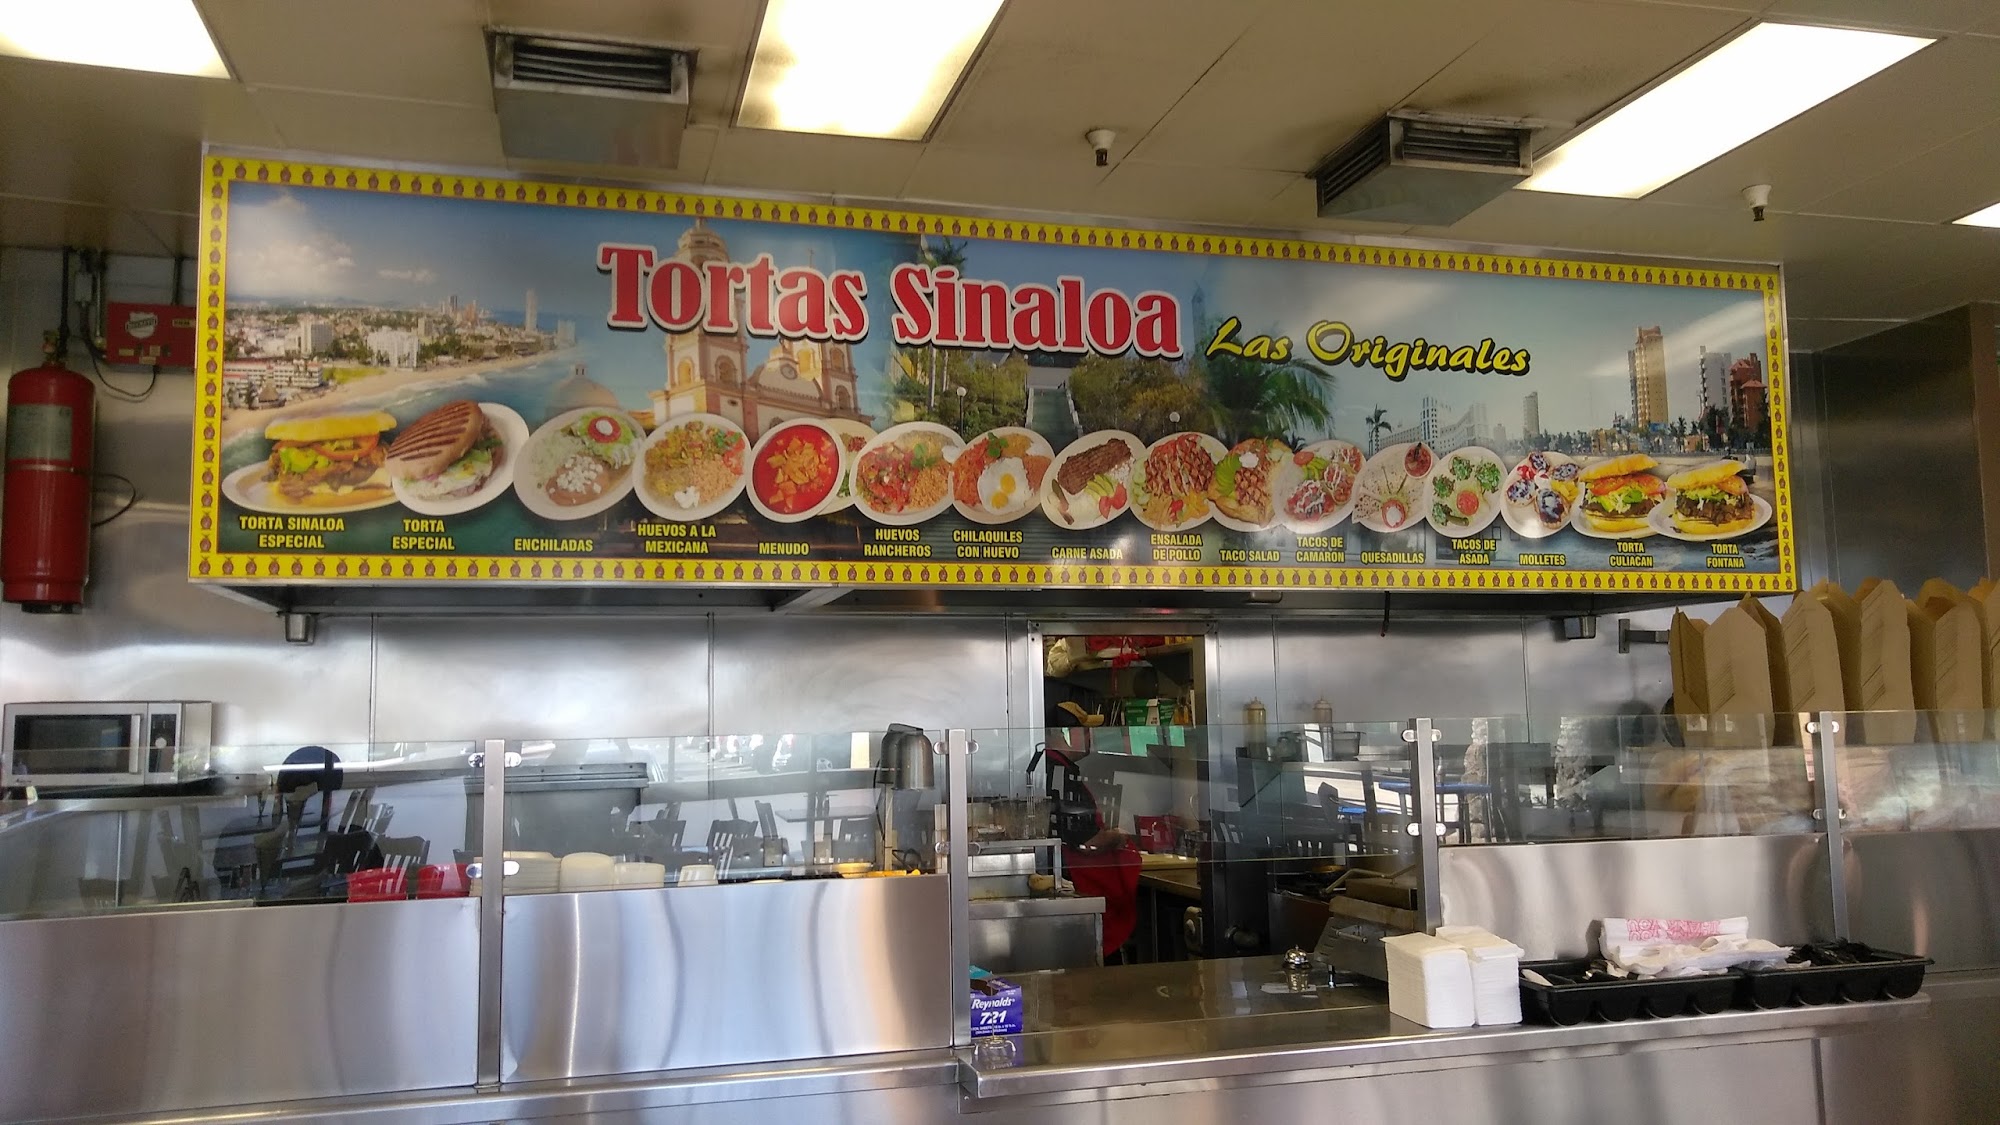 Tortas Sinaloa
Las Originales
TORTA SINALOA
ESPECIAL
TORTA
ESPECIAL
ENCHILADAS
HUEVOS A LA
MEXICANA
MENUDO
HUEVOS
RANCHEROS
CHILAQUILES
CON HUEVO
CARNE ASADA
ENSALADA
DE POLLO
TACO SALAD
TACOS DE
CAMARON
QUESADILLAS
TACOS DE
ASADA
MOLLETES
TORTA
CULIACAN
TORTA
FONTANA
Reynolds
721
THANK YOU